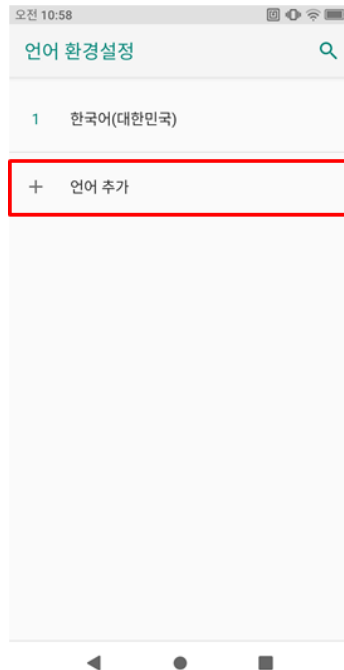 오전 10:58
언어 환경설정
1 한국어(대한민국)
+ 언어 추가